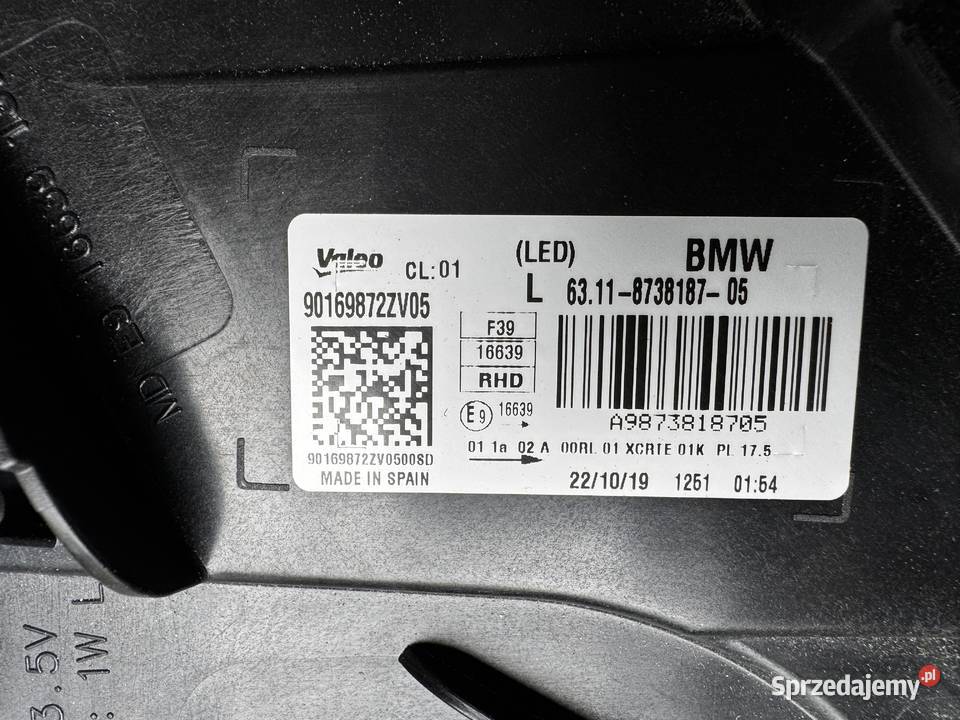 Valeo CL:01 (LED) BMW
90169872ZV05 L 63.11-8738187-05
F39
16639
RHD
E9 16639
A9873818705
01 1a 02 A 00RL 01 XCRTE 01K PL 17.5
90169872ZV05008D
MADE IN SPAIN 22/10/19 1251 01:54
MD E3
3.5V
1W L
Sprzedajemy.pl